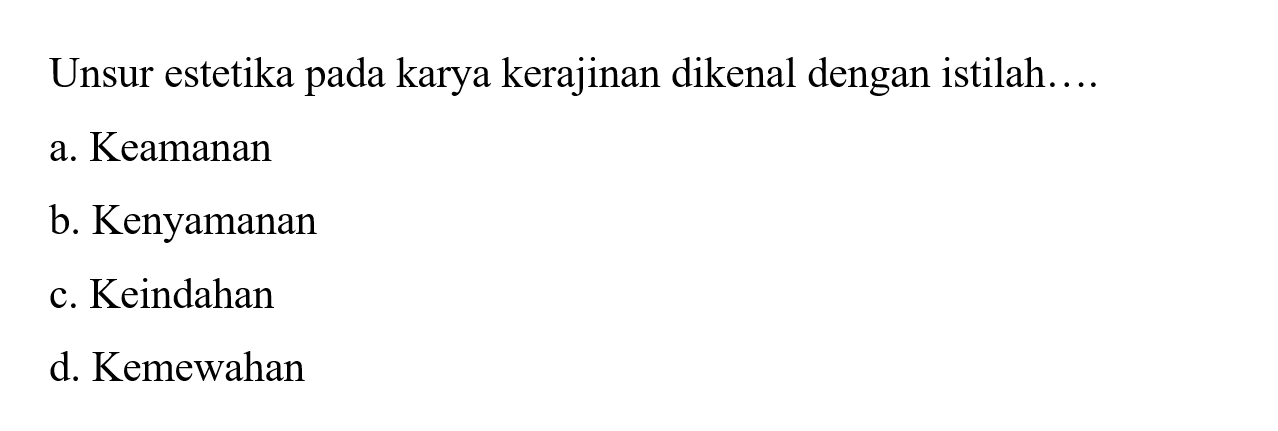 Unsur estetika pada karya kerajinan dikenal dengan istilah….
a. Keamanan
b. Kenyamanan
c. Keindahan
d. Kemewahan